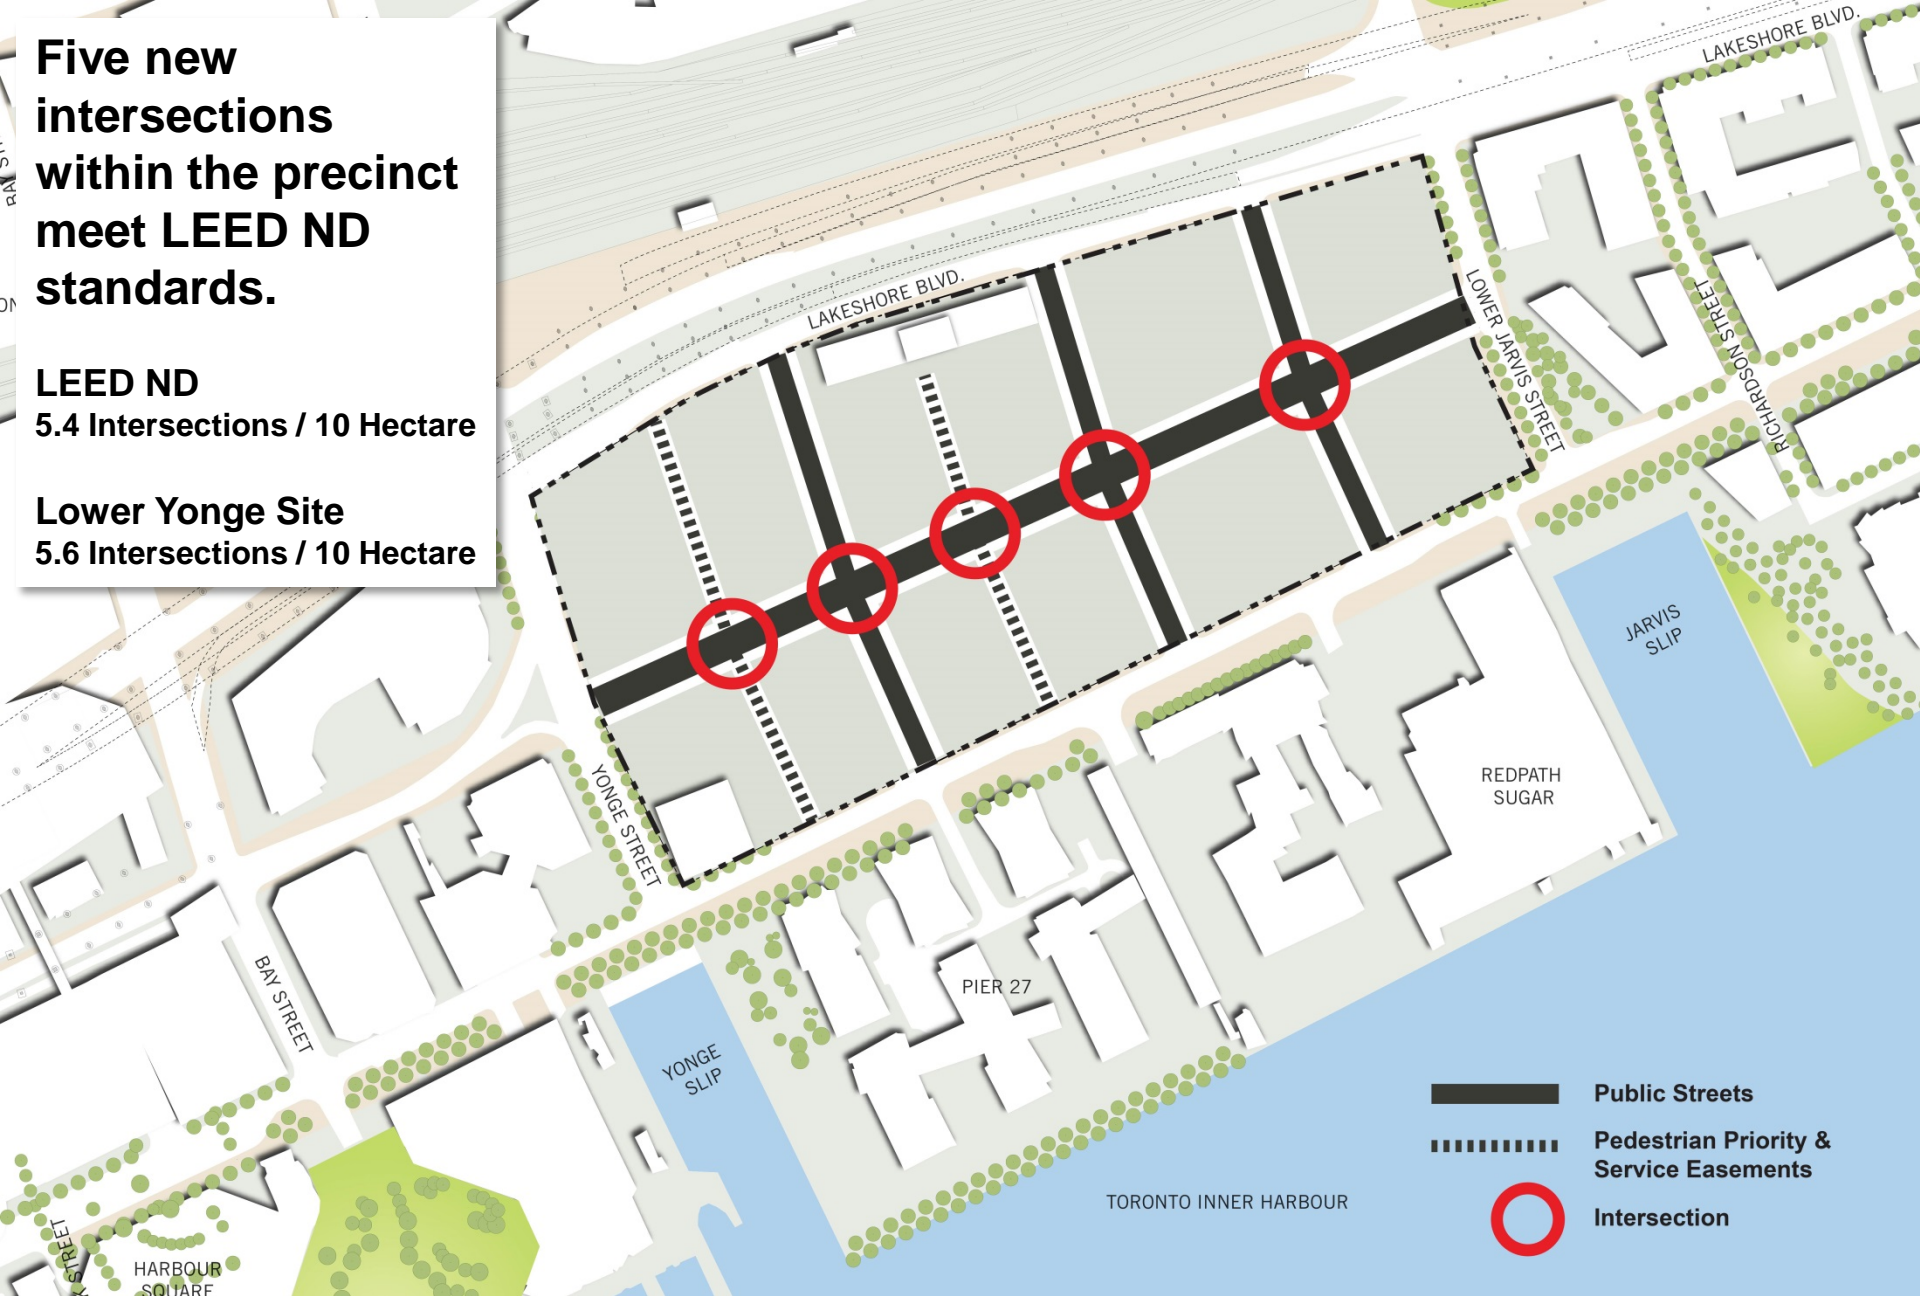 Five new
intersections
within the precinct
meet LEED ND
standards.
LEED ND
5.4 Intersections / 10 Hectare
Lower Yonge Site
5.6 Intersections / 10 Hectare
LAKESHORE BLVD.
LAKESHORE BLVD.
LOWER JARVIS STREET
RICHARDSON STREET
YONGE STREET
BAY STREET
JARVIS
SLIP
REDPATH
SUGAR
PIER 27
YONGE
SLIP
TORONTO INNER HARBOUR
HARBOUR
SQUARE
STREET
Public Streets
Pedestrian Priority &
Service Easements
Intersection